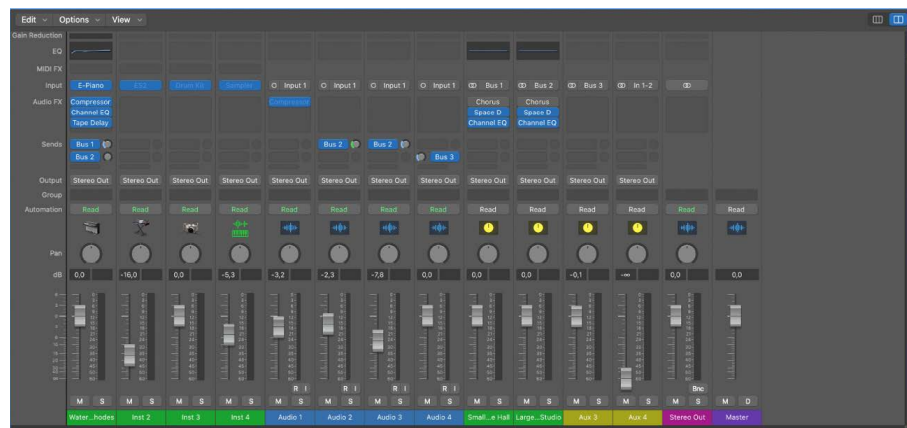 Edit Options View
Gain Reduction
EQ
MIDI FX
Input E-Piano ES2 Drum Kit Sampler Input 1 Input 1 Input 1 Input 1 Bus 1 Bus 2 Bus 3 In 1-2
Audio FX Compressor Compressor Chorus Chorus
Channel EQ Space D Space D
Tape Delay Channel EQ Channel EQ
Sends Bus 1 Bus 2 Bus 2
Bus 2 Bus 3
Output Stereo Out Stereo Out Stereo Out Stereo Out Stereo Out Stereo Out Stereo Out Stereo Out Stereo Out Stereo Out Stereo Out Stereo Out
Group
Automation Read Read Read Read Read Read Read Read Read Read Read Read Read Read
Pan
dB 0,0 -16,0 0,0 -5,3 -3,2 -2,3 -7,8 0,0 0,0 0,0 -0,1 -∞ 0,0 0,0
R I R I R I R I Bnc
M S M S M S M S M S M S M S M S M S M S M S M S M S M D
Water...hodes Inst 2 Inst 3 Inst 4 Audio 1 Audio 2 Audio 3 Audio 4 Small...e Hall Large...Studio Aux 3 Aux 4 Stereo Out Master